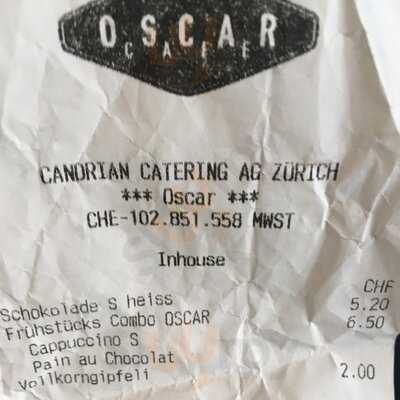 OSCAR
CAFE
CANDRIAN CATERING AG ZÜRICH
*** Oscar ***
CHE-102.851.558 MWST
Inhouse
CHF
Schokolade S heiss 5.20
Frühstücks Combo OSCAR 6.50
Cappuccino S
Pain au Chocolat
Vollkorngipfeli 2.00